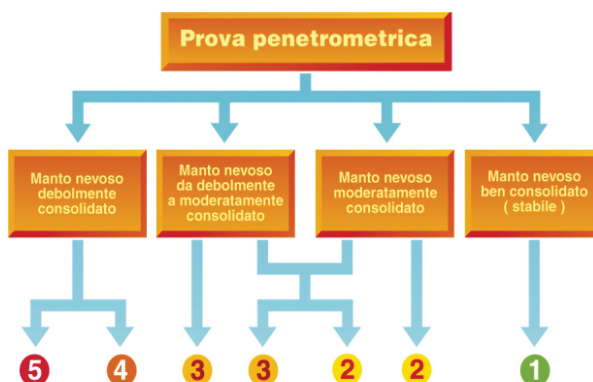 Prova penetrometrica
Manto nevoso
debolmente
consolidato
Manto nevoso
da debolmente
a moderatamente
consolidato
Manto nevoso
moderatamente
consolidato
Manto nevoso
ben consolidato
( stabile )
5
4
3
3
2
2
1